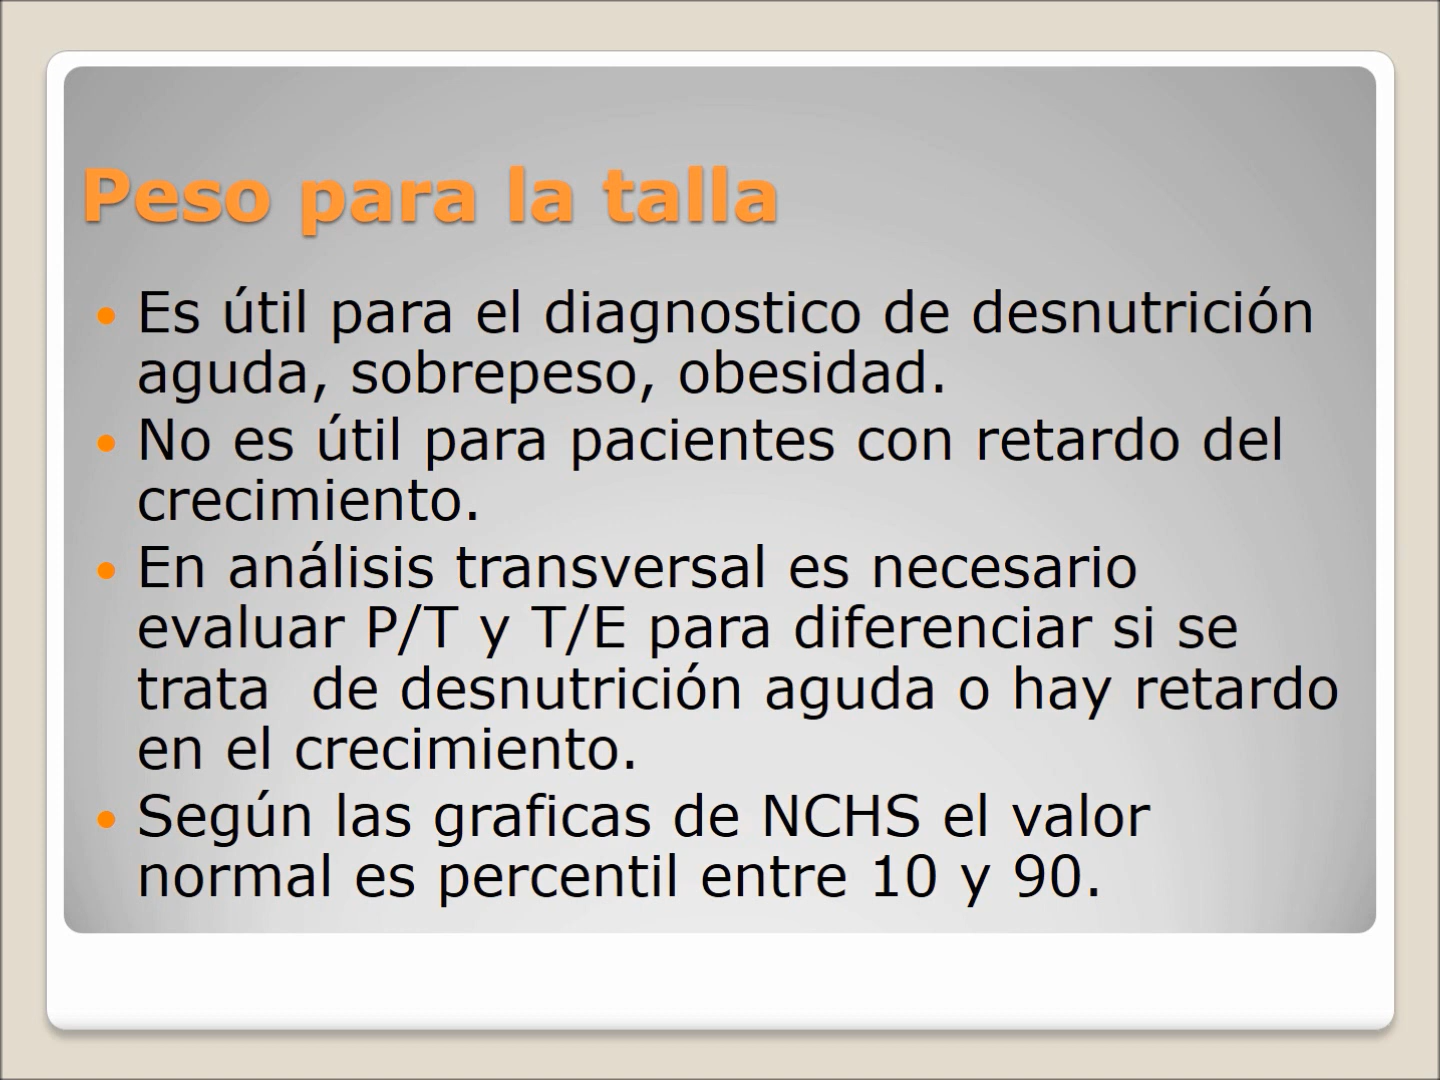 Peso para la talla
Es útil para el diagnostico de desnutrición
aguda, sobrepeso, obesidad.
No es útil para pacientes con retardo del
crecimiento.
En análisis transversal es necesario
evaluar P/T y T/E para diferenciar si se
trata  de desnutrición aguda o hay retardo
en el crecimiento.
Según las graficas de NCHS el valor
normal es percentil entre 10 y 90.